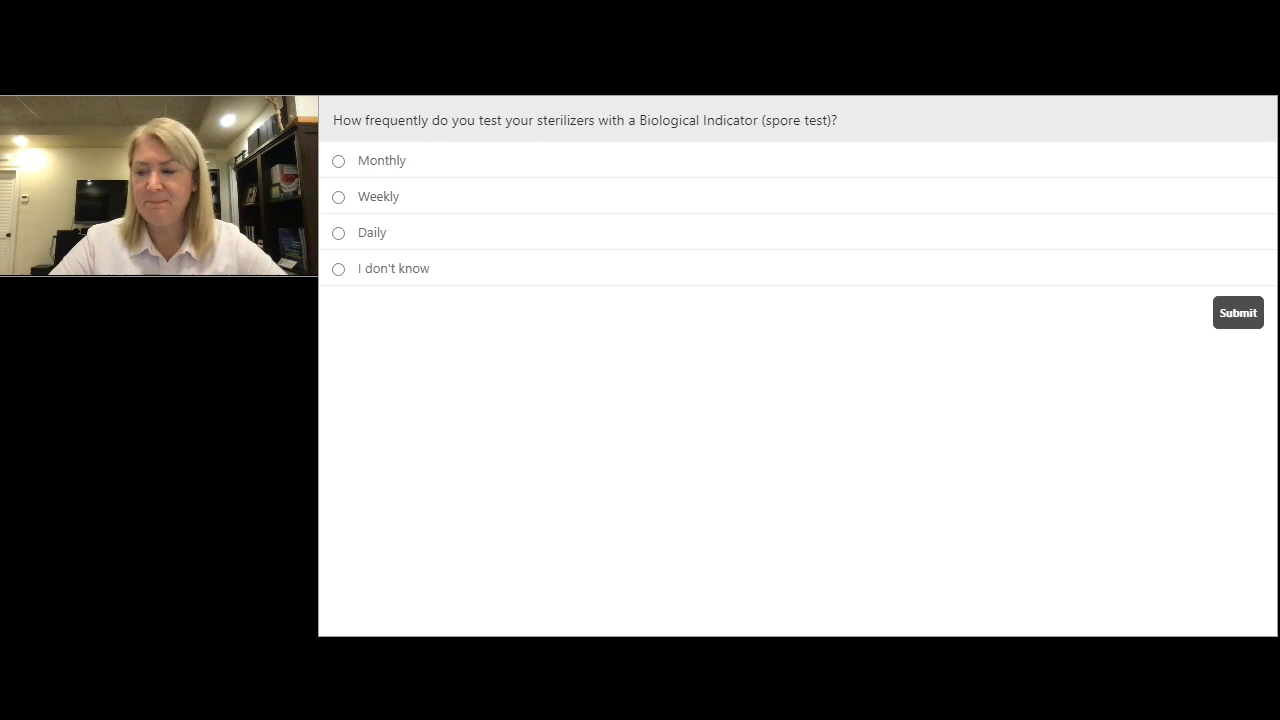 How frequently do you test your sterilizers with a Biological Indicator (spore test)?
Monthly
Weekly
Daily
I don't know
Submit